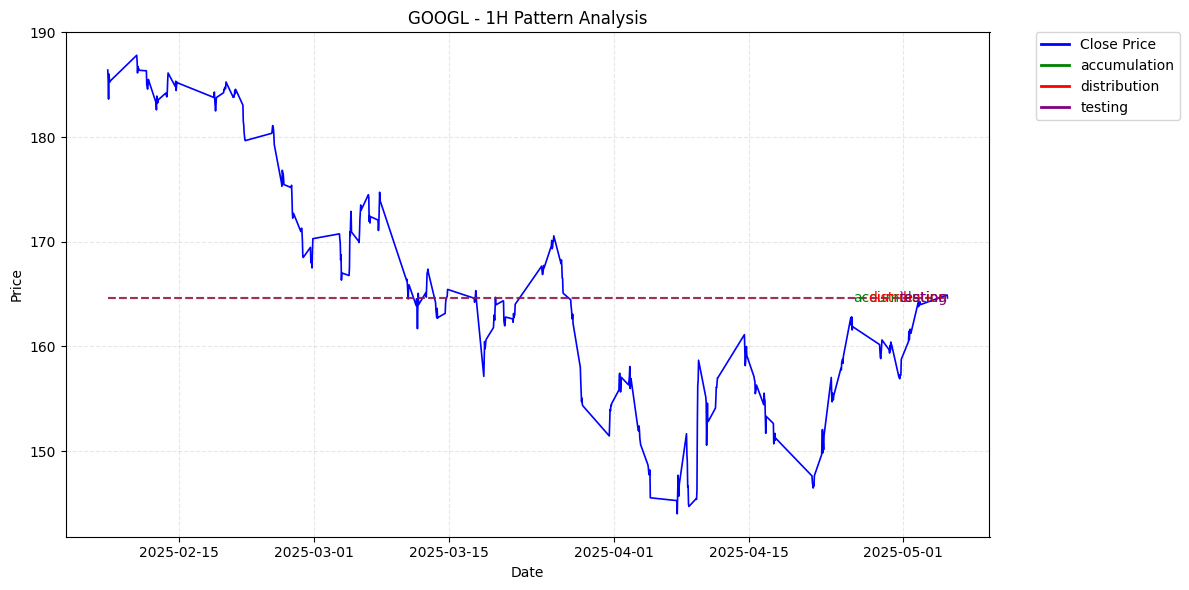 GOOGL - 1H Pattern Analysis
Close Price
accumulation
distribution
testing
Price
190
180
170
160
150
testing
2025-02-15
2025-03-01
2025-03-15
2025-04-01
2025-04-15
2025-05-01
Date